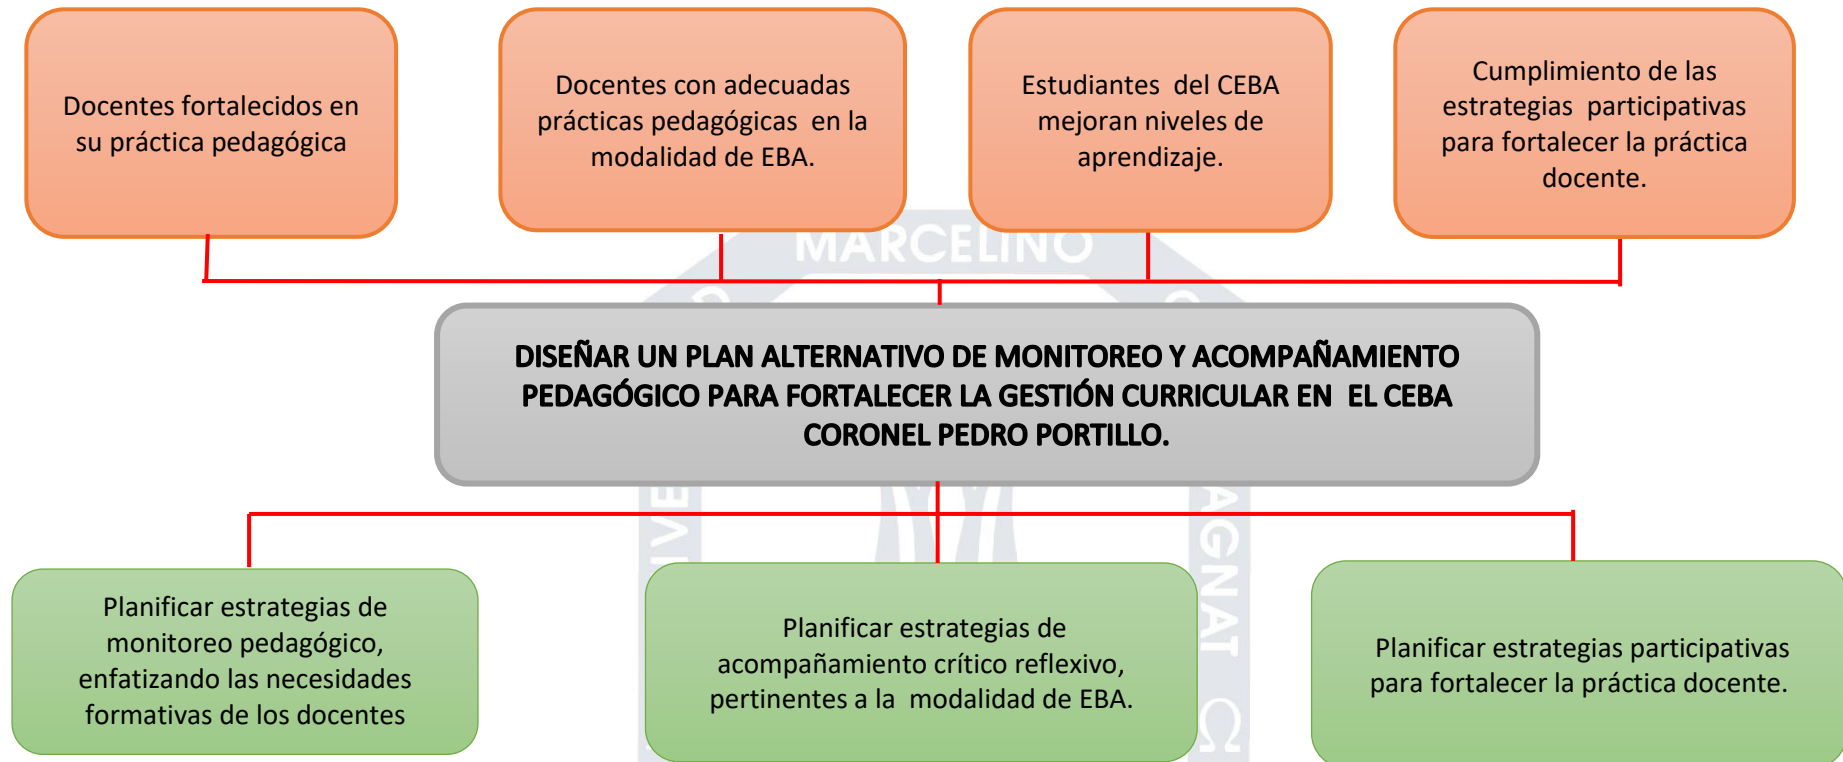 Docentes fortalecidos en
su práctica pedagógica
Docentes con adecuadas
prácticas pedagógicas en la
modalidad de EBA.
Estudiantes del CEBA
mejoran niveles de
aprendizaje.
Cumplimiento de las
estrategias participativas
para fortalecer la práctica
docente.
MARCELINO
DISEÑAR UN PLAN ALTERNATIVO DE MONITOREO Y ACOMPAÑAMIENTO
PEDAGÓGICO PARA FORTALECER LA GESTIÓN CURRICULAR EN EL CEBA
CORONEL PEDRO PORTILLO.
Planificar estrategias de
monitoreo pedagógico,
enfatizando las necesidades
formativas de los docentes
Planificar estrategias de
acompañamiento crítico reflexivo,
pertinentes a la modalidad de EBA.
Planificar estrategias participativas
para fortalecer la práctica docente.